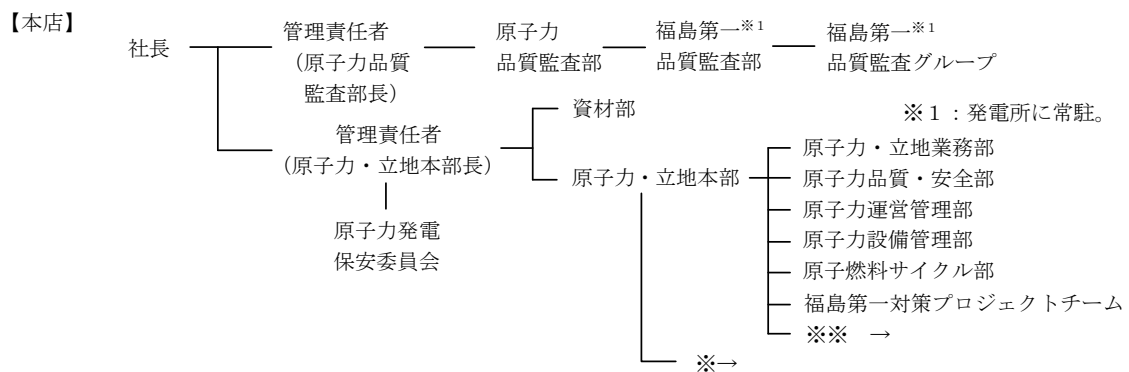 【本店】
社長
管理責任者
(原子力品質
監査部長)
原子力
品質監査部
福島第一※1
品質監査部
福島第一※1
品質監査グループ
※1:発電所に常駐。
管理責任者
(原子力・立地本部長)
原子力発電
保安委員会
資材部
原子力・立地本部
原子力・立地業務部
原子力品質・安全部
原子力運営管理部
原子力設備管理部
原子燃料サイクル部
福島第一対策プロジェクトチーム
※※ →
※→